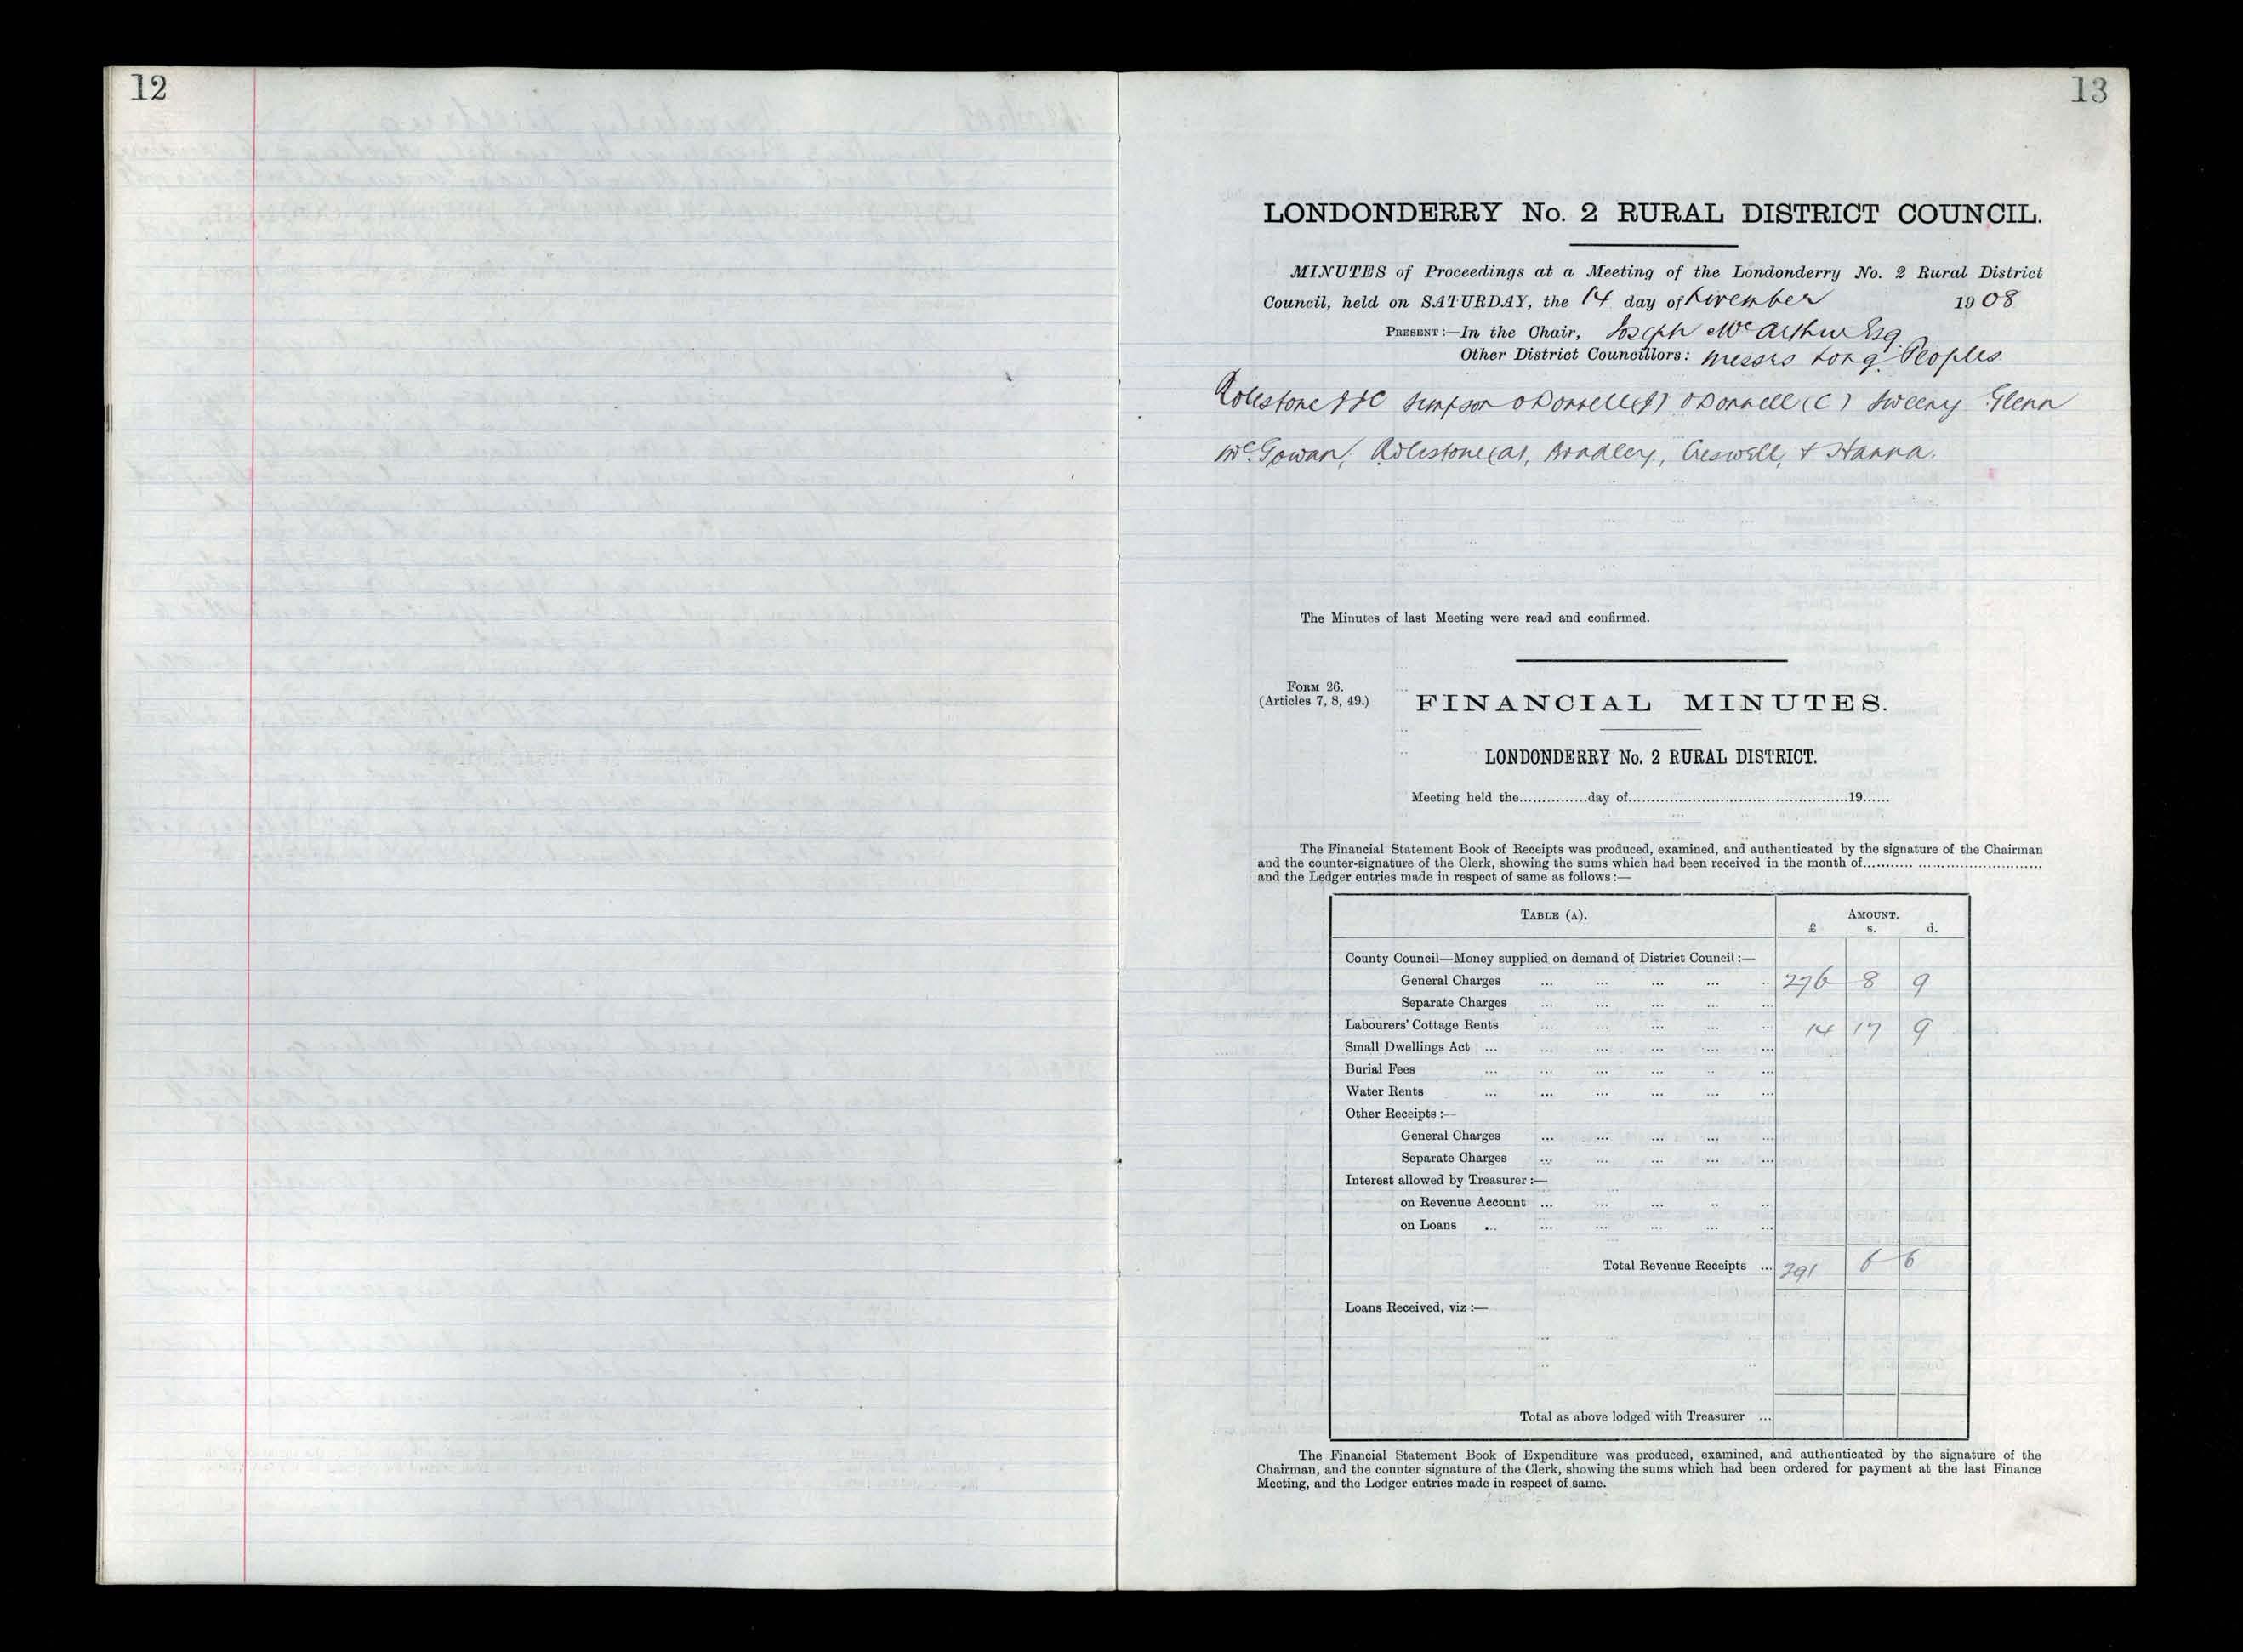 12
13
LONDONDERRY No. 2 RURAL DISTRICT COUNCIL.
MINUTES of Proceedings at a Meeting of the Londonderry No. 2 Rural District
Council, held on SATURDAY, the 14 day of November 1908
PRESENT:—In the Chair, Joseph McArthur Esq
Other District Councillors: Messrs Long Peoples
Rolestone Simpson O'Donnell (J) O'Donnell (C) Sweeny Glenn
McGowan, Rolestone (A), Bradley, Creswell, & Hanna.
The Minutes of last Meeting were read and confirmed.
FORM 26.
(Articles 7, 8, 49.)
FINANCIAL MINUTES.
LONDONDERRY No. 2 RURAL DISTRICT.
Meeting held the...............day of................................................19......
The Financial Statement Book of Receipts was produced, examined, and authenticated by the signature of the Chairman
and the counter-signature of the Clerk, showing the sums which had been received in the month of........... ............................
and the Ledger entries made in respect of same as follows:—
TABLE (A). AMOUNT.
£ s. d.
County Council—Money supplied on demand of District Council:—
General Charges ... ... ... ... .. 276 8 9
Separate Charges ... ... ... ... ...
Labourers' Cottage Rents ... ... ... ... ... 14 17 9
Small Dwellings Act ... ... ... ... ... ...
Burial Fees ... ... ... ... .. ...
Water Rents ... ... ... ... ... ...
Other Receipts:—
General Charges ... ... ... ... ...
Separate Charges ... ... ... ... ...
Interest allowed by Treasurer:—
on Revenue Account ... ... ... .. ..
on Loans ... ... ... ... ... ...
Total Revenue Receipts ... 291 6 6
Loans Received, viz:—
Total as above lodged with Treasurer ...
The Financial Statement Book of Expenditure was produced, examined, and authenticated by the signature of the
Chairman, and the counter signature of the Clerk, showing the sums which had been ordered for payment at the last Finance
Meeting, and the Ledger entries made in respect of same.